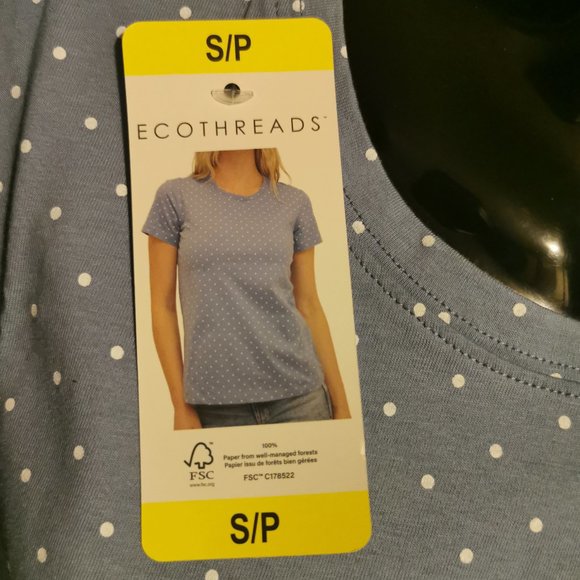 S/P
ECOTHREADS™
100%
Paper from well-managed forests
Papier issu de forêts bien gérées
FSC™ C178522
FSC
www.fsc.org
S/P